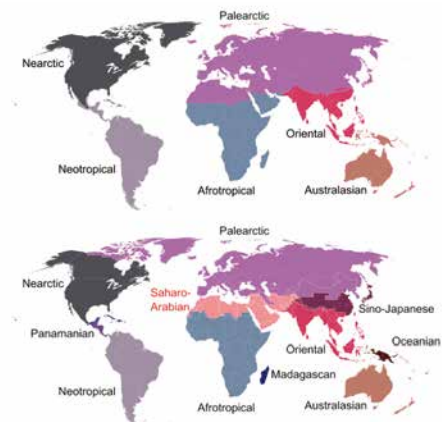 Palearctic
Nearctic
Oriental
Neotropical
Afrotropical
Australasian
Palearctic
Nearctic
Saharo-
Arabian
Sino-Japanese
Panamanian
Oceanian
Oriental
Madagascan
Neotropical
Afrotropical
Australasian